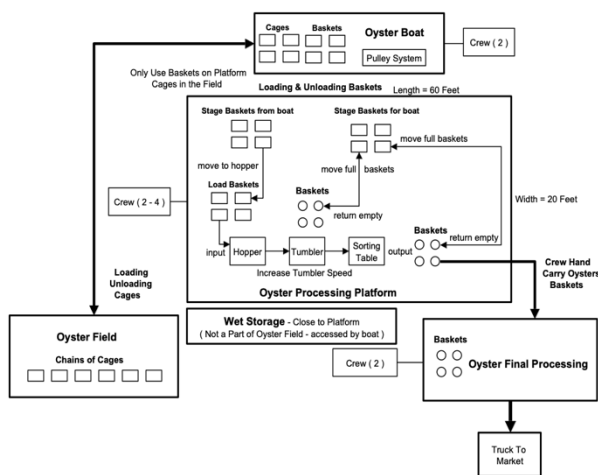 Cages
Baskets
Oyster Boat
Pulley System
Crew ( 2 )
Only Use Baskets on Platform
Cages in the Field
Loading & Unloading Baskets
Length = 60 Feet
Stage Baskets from boat
Stage Baskets for boat
move full baskets
move to hopper
move full
baskets
Load Baskets
Baskets
Crew ( 2 - 4 )
Width = 20 Feet
return empty
Baskets
return empty
input
Hopper
Tumbler
Sorting
Table
output
Increase Tumbler Speed
Oyster Processing Platform
Crew Hand
Carry Oysters
Baskets
Loading
Unloading
Cages
Wet Storage - Close to Platform
( Not a Part of Oyster Field - accessed by boat )
Oyster Field
Chains of Cages
Crew ( 2 )
Baskets
Oyster Final Processing
Truck To
Market